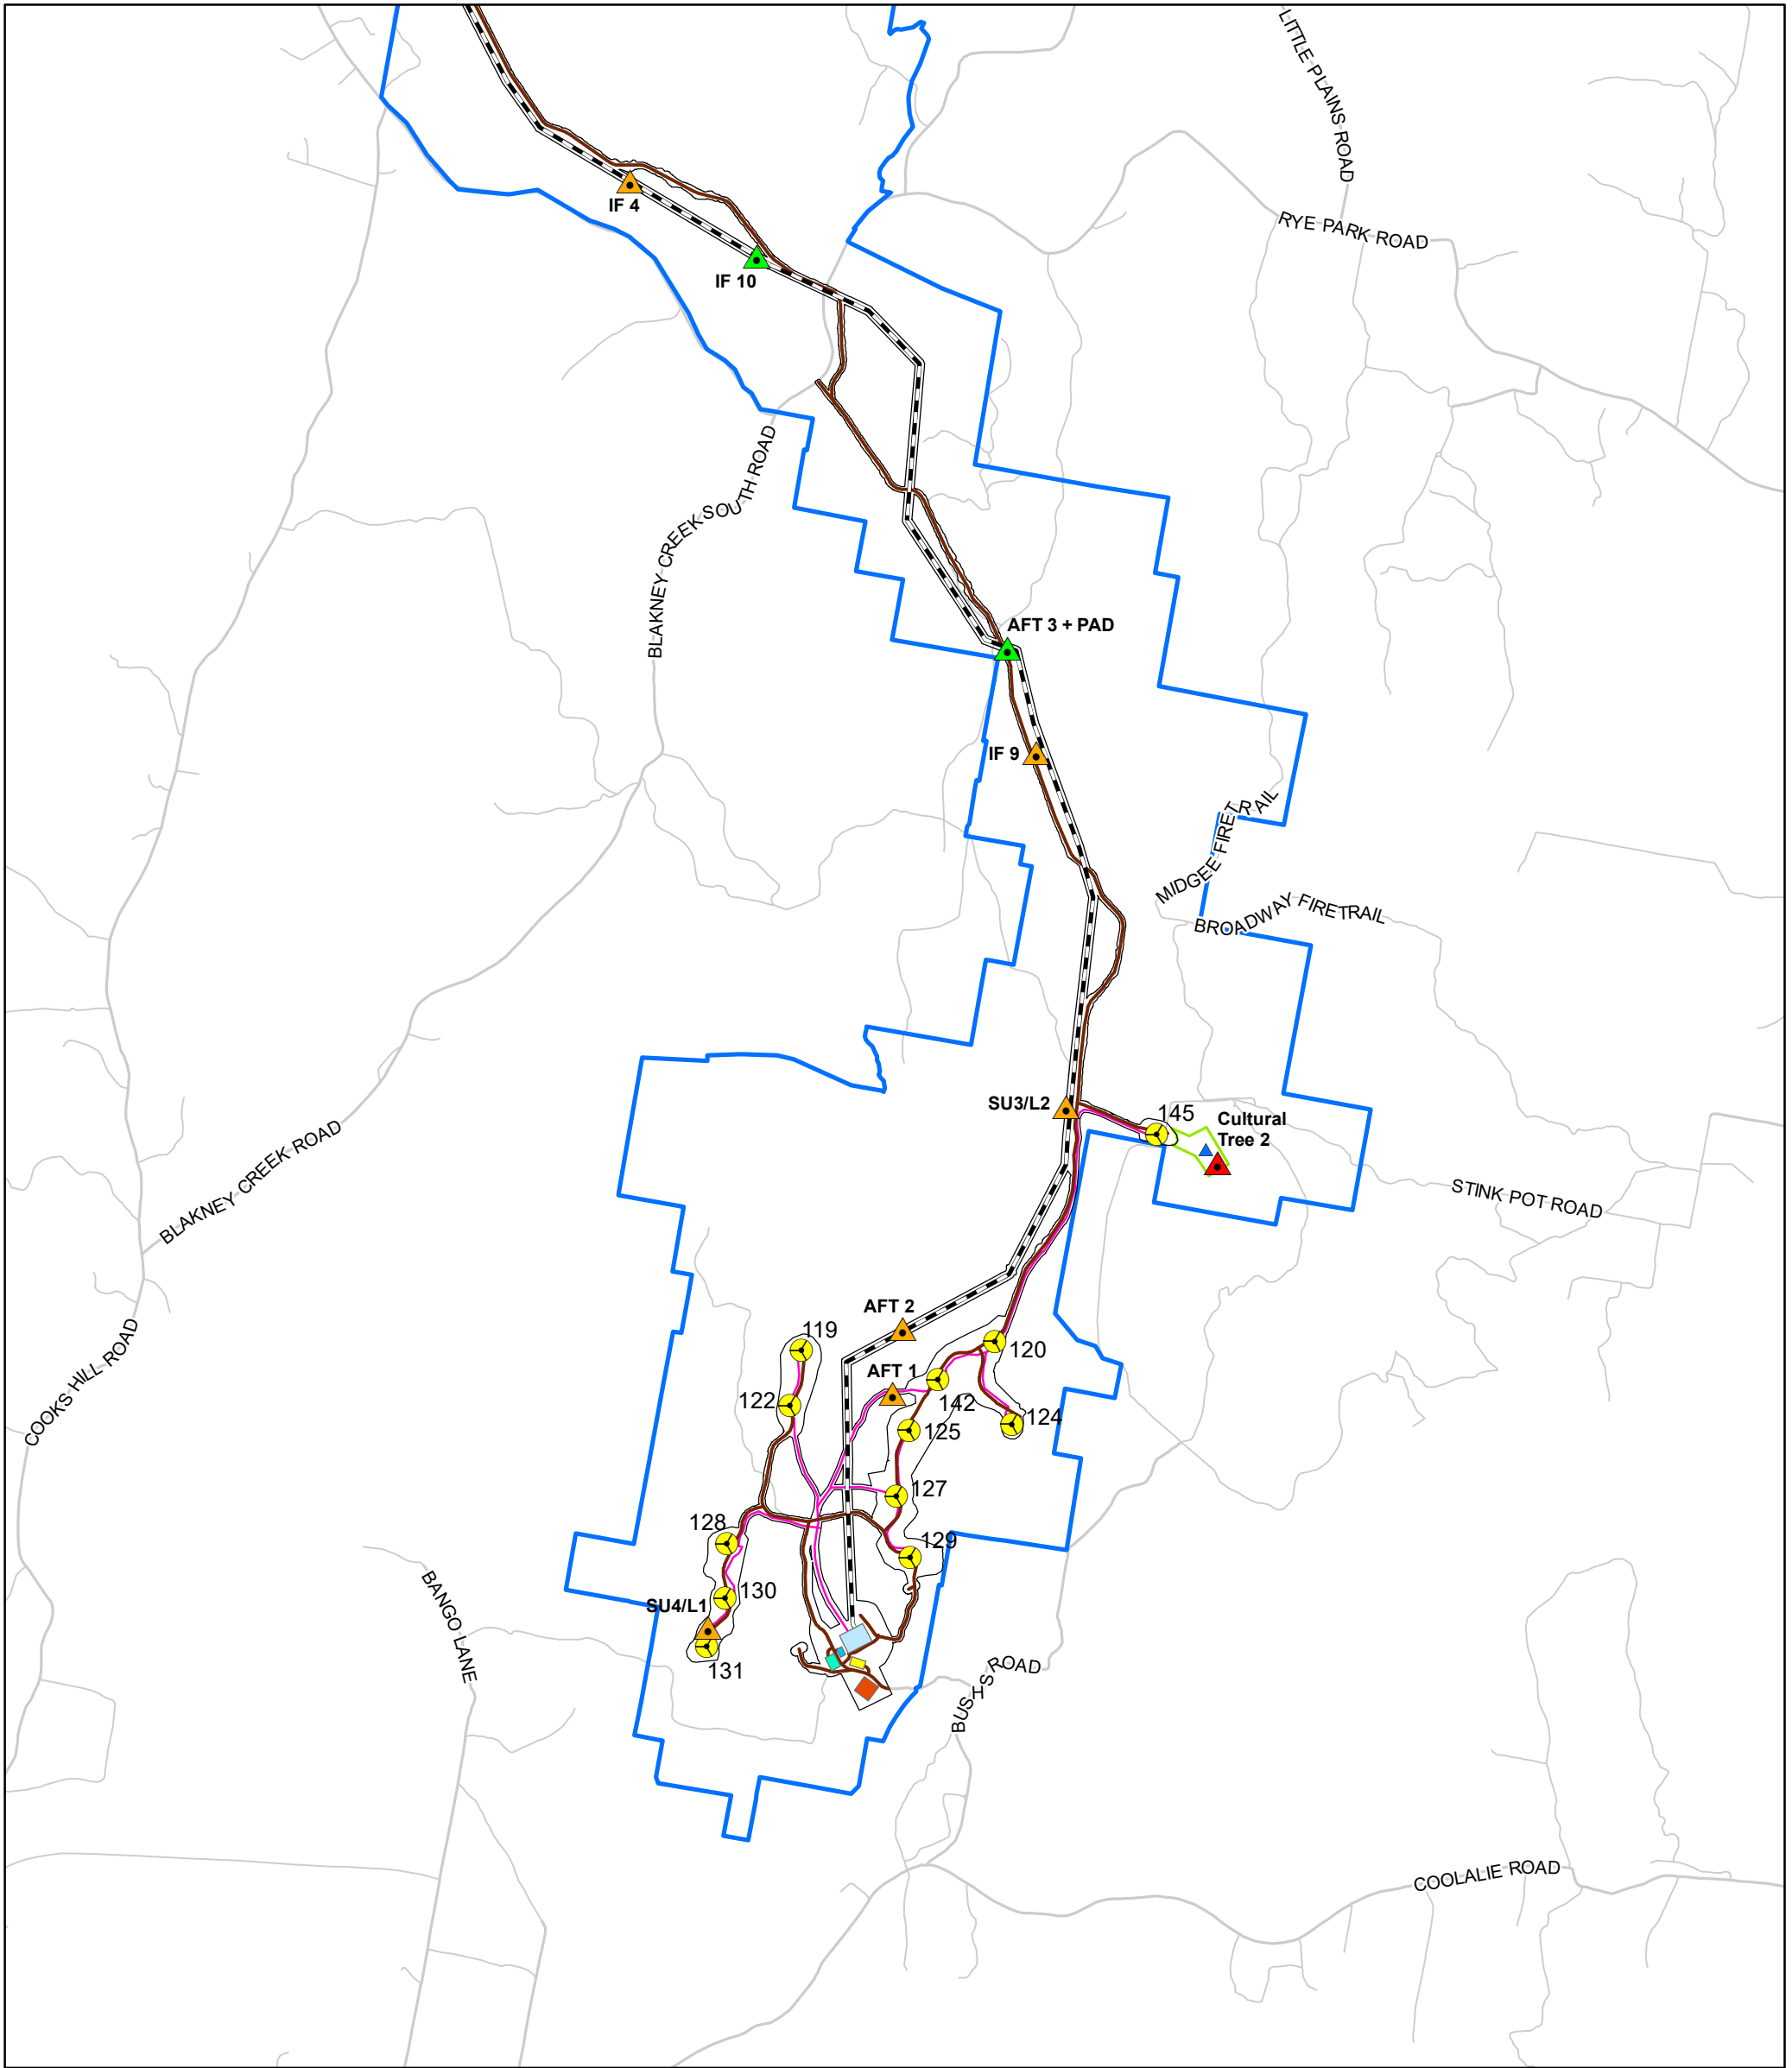 LITTLE PLAINS ROAD
IF 4
RYE PARK ROAD
IF 10
BLAKNEY CREEK SOUTH ROAD
AFT 3 + PAD
IF 9
MIDGEE FIRETRAIL
BROADWAY FIRETRAIL
SU3/L2
145
Cultural
Tree 2
BLAKNEY CREEK ROAD
STINK POT ROAD
AFT 2
119
120
COOKS HILL ROAD
AFT 1
122
142
124
125
127
128
129
130
SU4/L1
BANGO LANE
131
BUSHS ROAD
COOLALIE ROAD